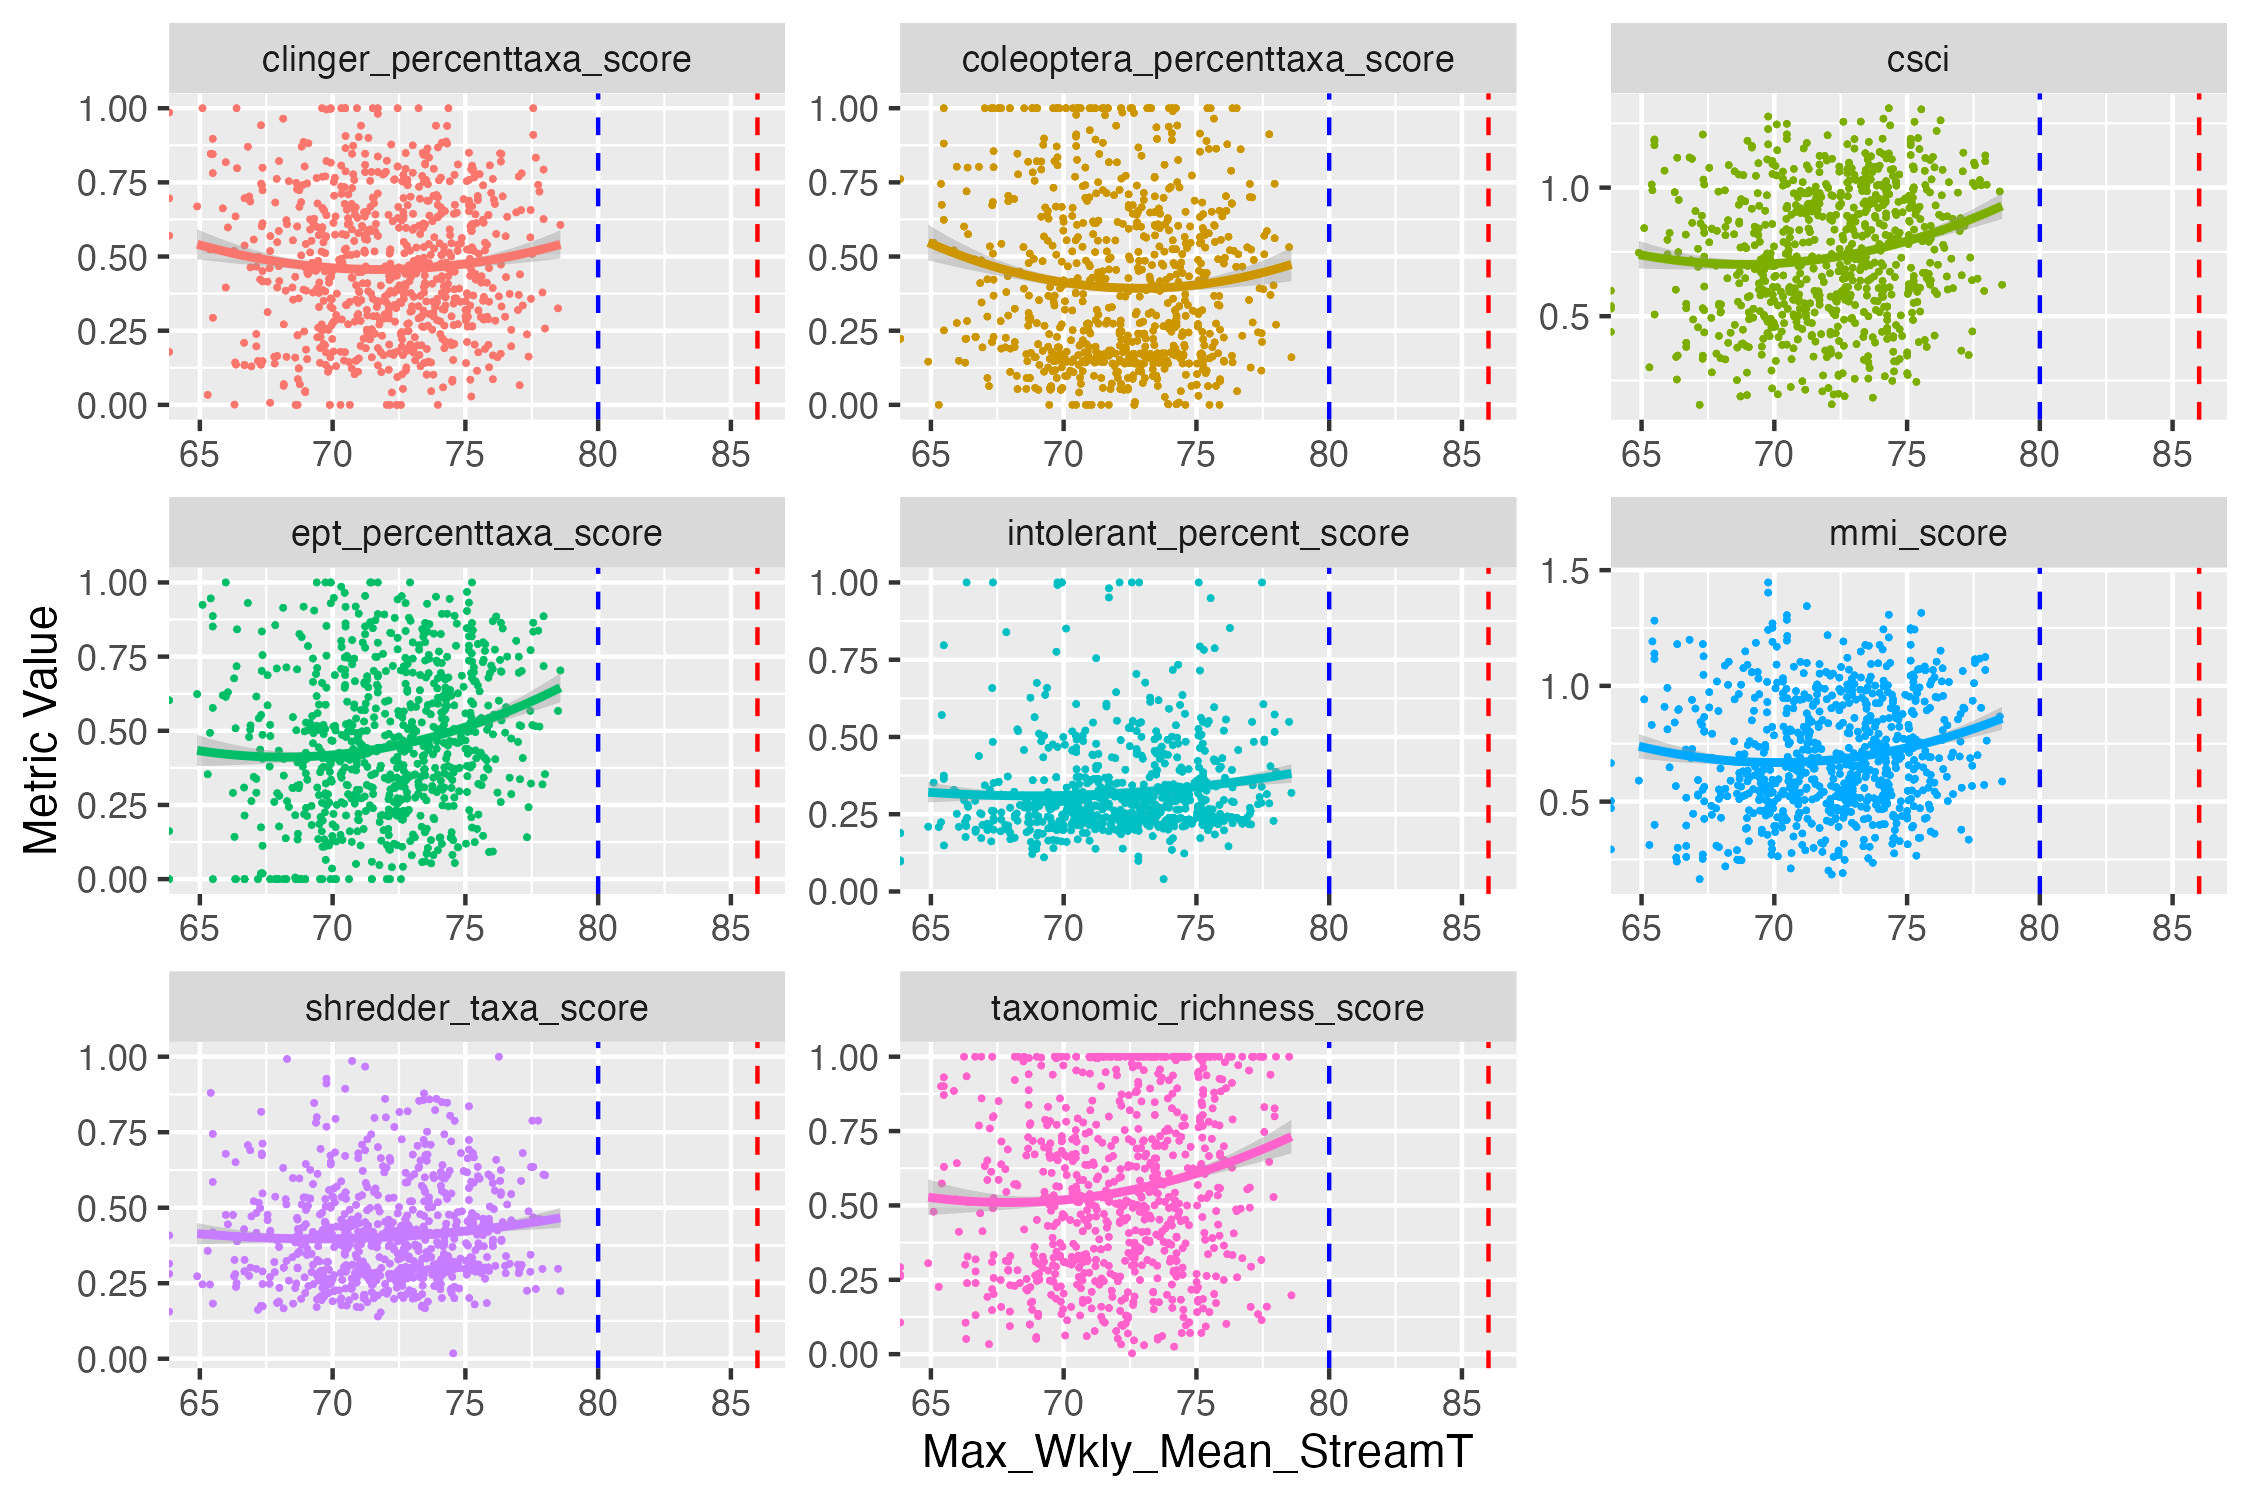 clinger_percenttaxa_score coleoptera_percenttaxa_score csci
1.00 1.00
0.75 0.75 1.0
0.50 0.50
0.25 0.25 0.5
0.00 0.00
65 70 75 80 85 65 70 75 80 85 65 70 75 80 85
ept_percenttaxa_score intolerant_percent_score mmi_score
1.00 1.00 1.5
0.75 0.75 1.0
0.50 0.50
0.25 0.25 0.5
0.00 0.00
65 70 75 80 85 65 70 75 80 85 65 70 75 80 85
Metric Value
shredder_taxa_score taxonomic_richness_score
1.00 1.00
0.75 0.75
0.50 0.50
0.25 0.25
0.00 0.00
65 70 75 80 85 65 70 75 80 85
Max_Wkly_Mean_StreamT